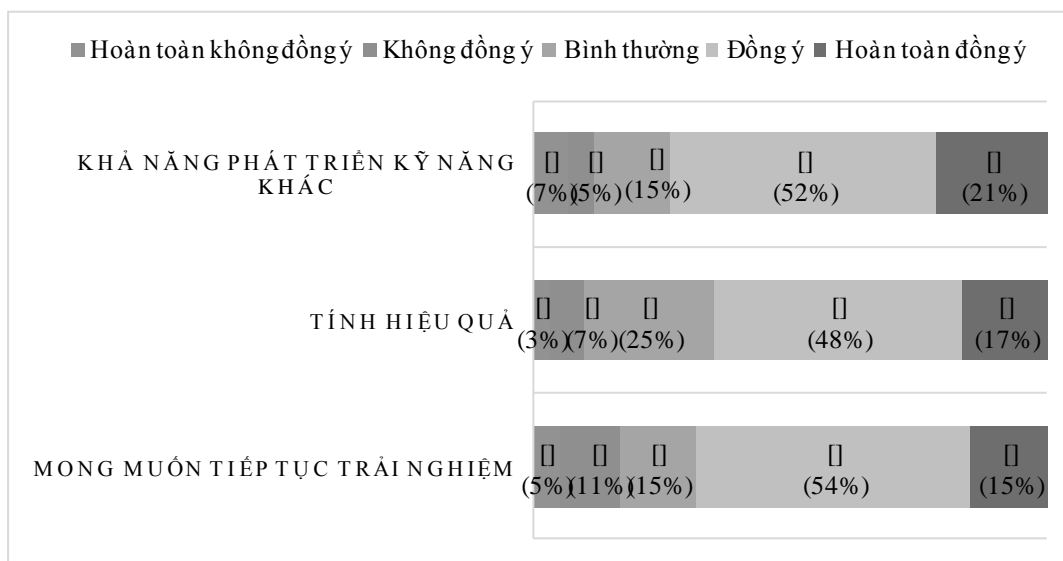 Hoàn toàn không đồng ý Không đồng ý Bình thường Đồng ý Hoàn toàn đồng ý
KHẢ NĂNG PHÁT TRIỂN KỸ NĂNG
KHÁC
[] [] [] [] []
(7%) (5%) (15%) (52%) (21%)
TÍNH HIỆU QUẢ
[] [] [] [] []
(3%) (7%) (25%) (48%) (17%)
MONG MUỐN TIẾP TỤC TRẢI NGHIỆM
[] [] [] [] []
(5%) (11%) (15%) (54%) (15%)